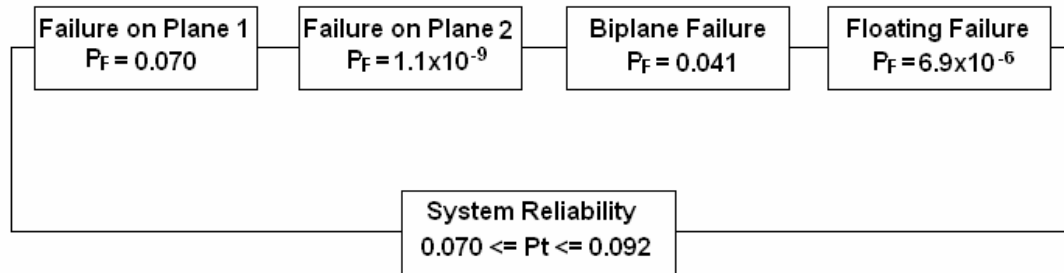 Failure on Plane 1
PF = 0.070
Failure on Plane 2
PF = 1.1x10-9
Biplane Failure
PF = 0.041
Floating Failure
PF = 6.9x10-6
System Reliability
0.070 <= Pt <= 0.092